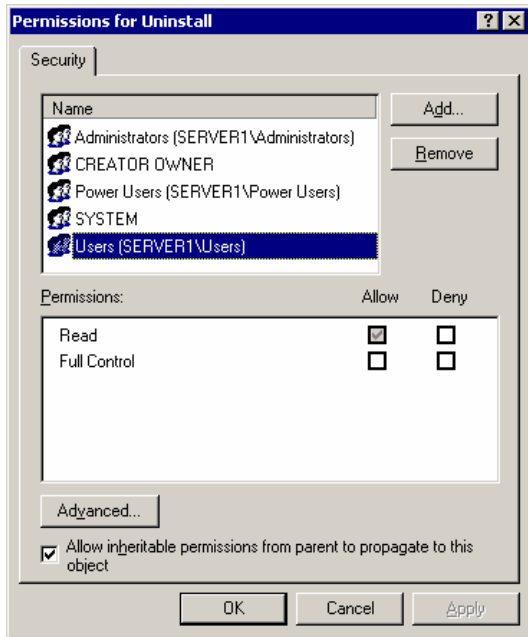 Permissions for Uninstall
Security
Name
Administrators (SERVER1\Administrators)
CREATOR OWNER
Power Users (SERVER1\Power Users)
SYSTEM
Users (SERVER1\Users)
Add...
Remove
Permissions: Allow Deny
Read
Full Control
Advanced...
Allow inheritable permissions from parent to propagate to this
object
OK Cancel Apply